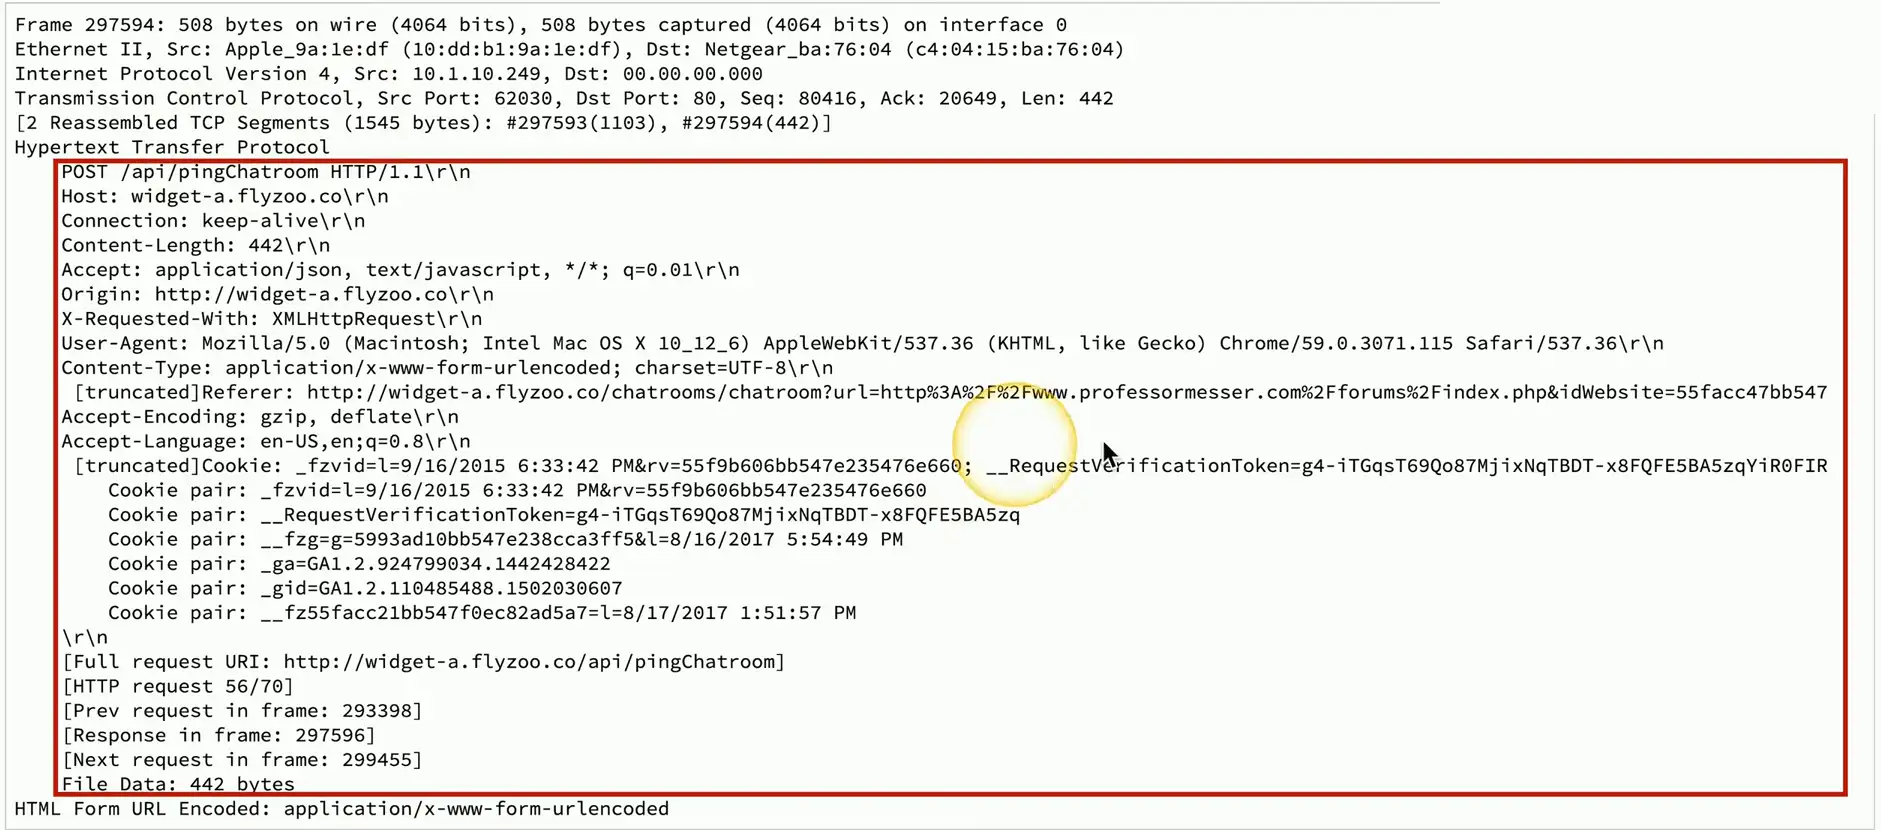 Frame 297594: 508 bytes on wire (4064 bits), 508 bytes captured (4064 bits) on interface 0
Ethernet II, Src: Apple_9a:1e:df (10:dd:b1:9a:1e:df), Dst: Netgear_ba:76:04 (c4:04:15:ba:76:04)
Internet Protocol Version 4, Src: 10.1.10.249, Dst: 00.00.00.000
Transmission Control Protocol, Src Port: 62030, Dst Port: 80, Seq: 80416, Ack: 20649, Len: 442
[2 Reassembled TCP Segments (1545 bytes): #297593(1103), #297594(442)]
Hypertext Transfer Protocol
POST /api/pingChatroom HTTP/1.1\r\n
Host: widget-a.flyzoo.co\r\n
Connection: keep-alive\r\n
Content-Length: 442\r\n
Accept: application/json, text/javascript, */*; q=0.01\r\n
Origin: http://widget-a.flyzoo.co\r\n
X-Requested-With: XMLHttpRequest\r\n
User-Agent: Mozilla/5.0 (Macintosh; Intel Mac OS X 10_12_6) AppleWebKit/537.36 (KHTML, like Gecko) Chrome/59.0.3071.115 Safari/537.36\r\n
Content-Type: application/x-www-form-urlencoded; charset=UTF-8\r\n
[truncated]Referer: http://widget-a.flyzoo.co/chatrooms/chatroom?url=http%3A%2F%2Fwww.professormesser.com%2Fforums%2Findex.php&idWebsite=55facc47bb547
Accept-Encoding: gzip, deflate\r\n
Accept-Language: en-US,en;q=0.8\r\n
[truncated]Cookie: _fzvid=l=9/16/2015 6:33:42 PM&rv=55f9b606bb547e235476e660; __RequestVerificationToken=g4-iTGqsT69Qo87MjixNqTBDT-x8FQFE5BA5zqYiR0FIR
Cookie pair: _fzvid=l=9/16/2015 6:33:42 PM&rv=55f9b606bb547e235476e660
Cookie pair: __RequestVerificationToken=g4-iTGqsT69Qo87MjixNqTBDT-x8FQFE5BA5zq
Cookie pair: __fzg=g=5993ad10bb547e238cca3ff5&l=8/16/2017 5:54:49 PM
Cookie pair: _ga=GA1.2.924799034.1442428422
Cookie pair: _gid=GA1.2.110485488.1502030607
Cookie pair: __fz55facc21bb547f0ec82ad5a7=l=8/17/2017 1:51:57 PM
\r\n
[Full request URI: http://widget-a.flyzoo.co/api/pingChatroom]
[HTTP request 56/70]
[Prev request in frame: 293398]
[Response in frame: 297596]
[Next request in frame: 299455]
File Data: 442 bytes
HTML Form URL Encoded: application/x-www-form-urlencoded